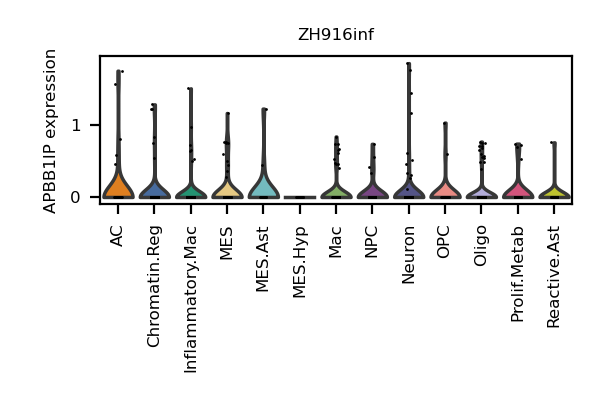 ZH916inf
APBB1IP expression
1
0
AC
Chromatin.Reg
Inflammatory.Mac
MES
MES.Ast
MES.Hyp
Mac
NPC
Neuron
OPC
Oligo
Prolif.Metab
Reactive.Ast